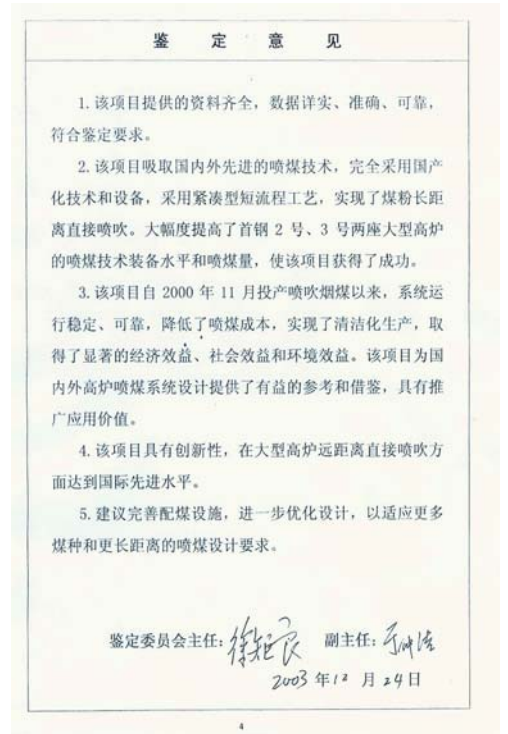 鉴 定 意 见
1.该项目提供的资料齐全，数据详实、准确、可靠，
符合鉴定要求。
2.该项目吸取国内外先进的喷煤技术，完全采用国产
化技术和设备，采用紧凑型短流程工艺，实现了煤粉长距
离直接喷吹。大幅度提高了首钢 2 号、3 号两座大型高炉
的喷煤技术装备水平和喷煤量，使该项目获得了成功。
3.该项目自 2000 年 11 月投产喷吹烟煤以来，系统运
行稳定、可靠，降低了喷煤成本，实现了清洁化生产，取
得了显著的经济效益、社会效益和环境效益。该项目为国
内外高炉喷煤系统设计提供了有益的参考和借鉴，具有推
广应用价值。
4.该项目具有创新性，在大型高炉远距离直接喷吹方
面达到国际先进水平。
5.建议完善配煤设施，进一步优化设计，以适应更多
煤种和更长距离的喷煤设计要求。
鉴定委员会主任：徐矩良 副主任：
2003 年 12 月 24 日
4